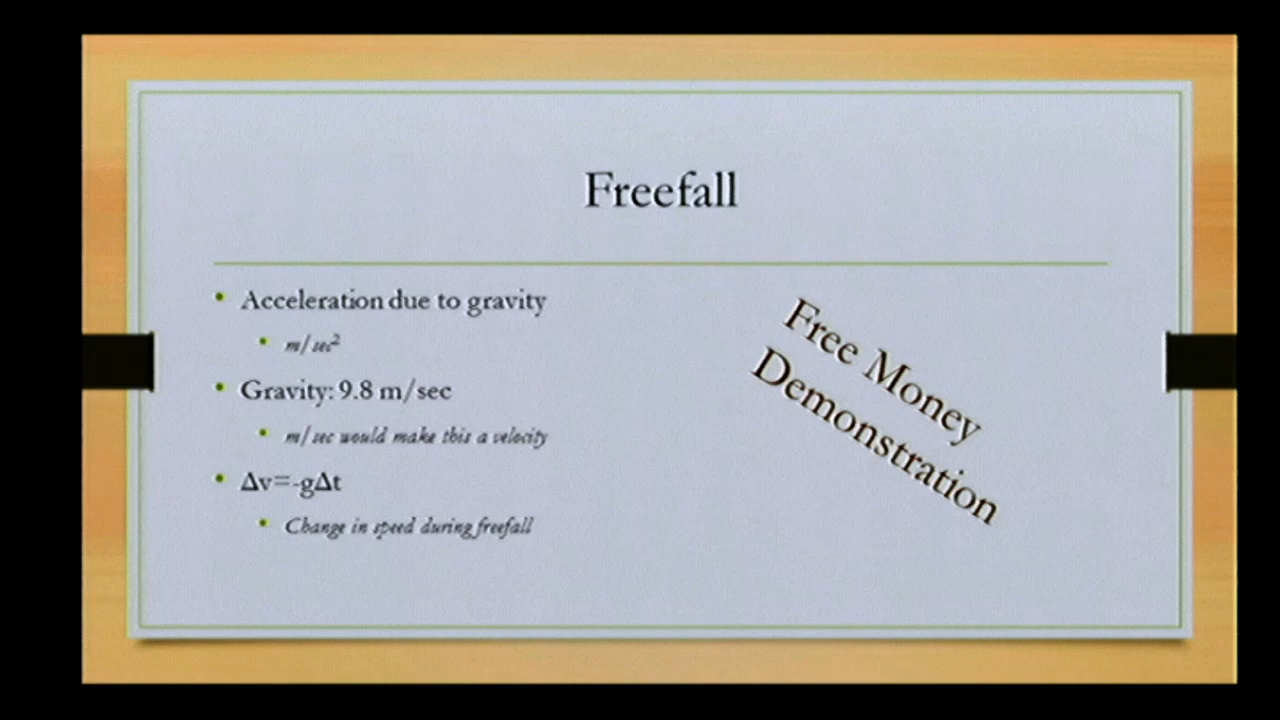 Freefall
• Acceleration due to gravity
• m/sec²
• Gravity: 9.8 m/sec
• m/sec would make this a velocity
• Δv=-gΔt
• Change in speed during freefall
Free Money
Demonstration